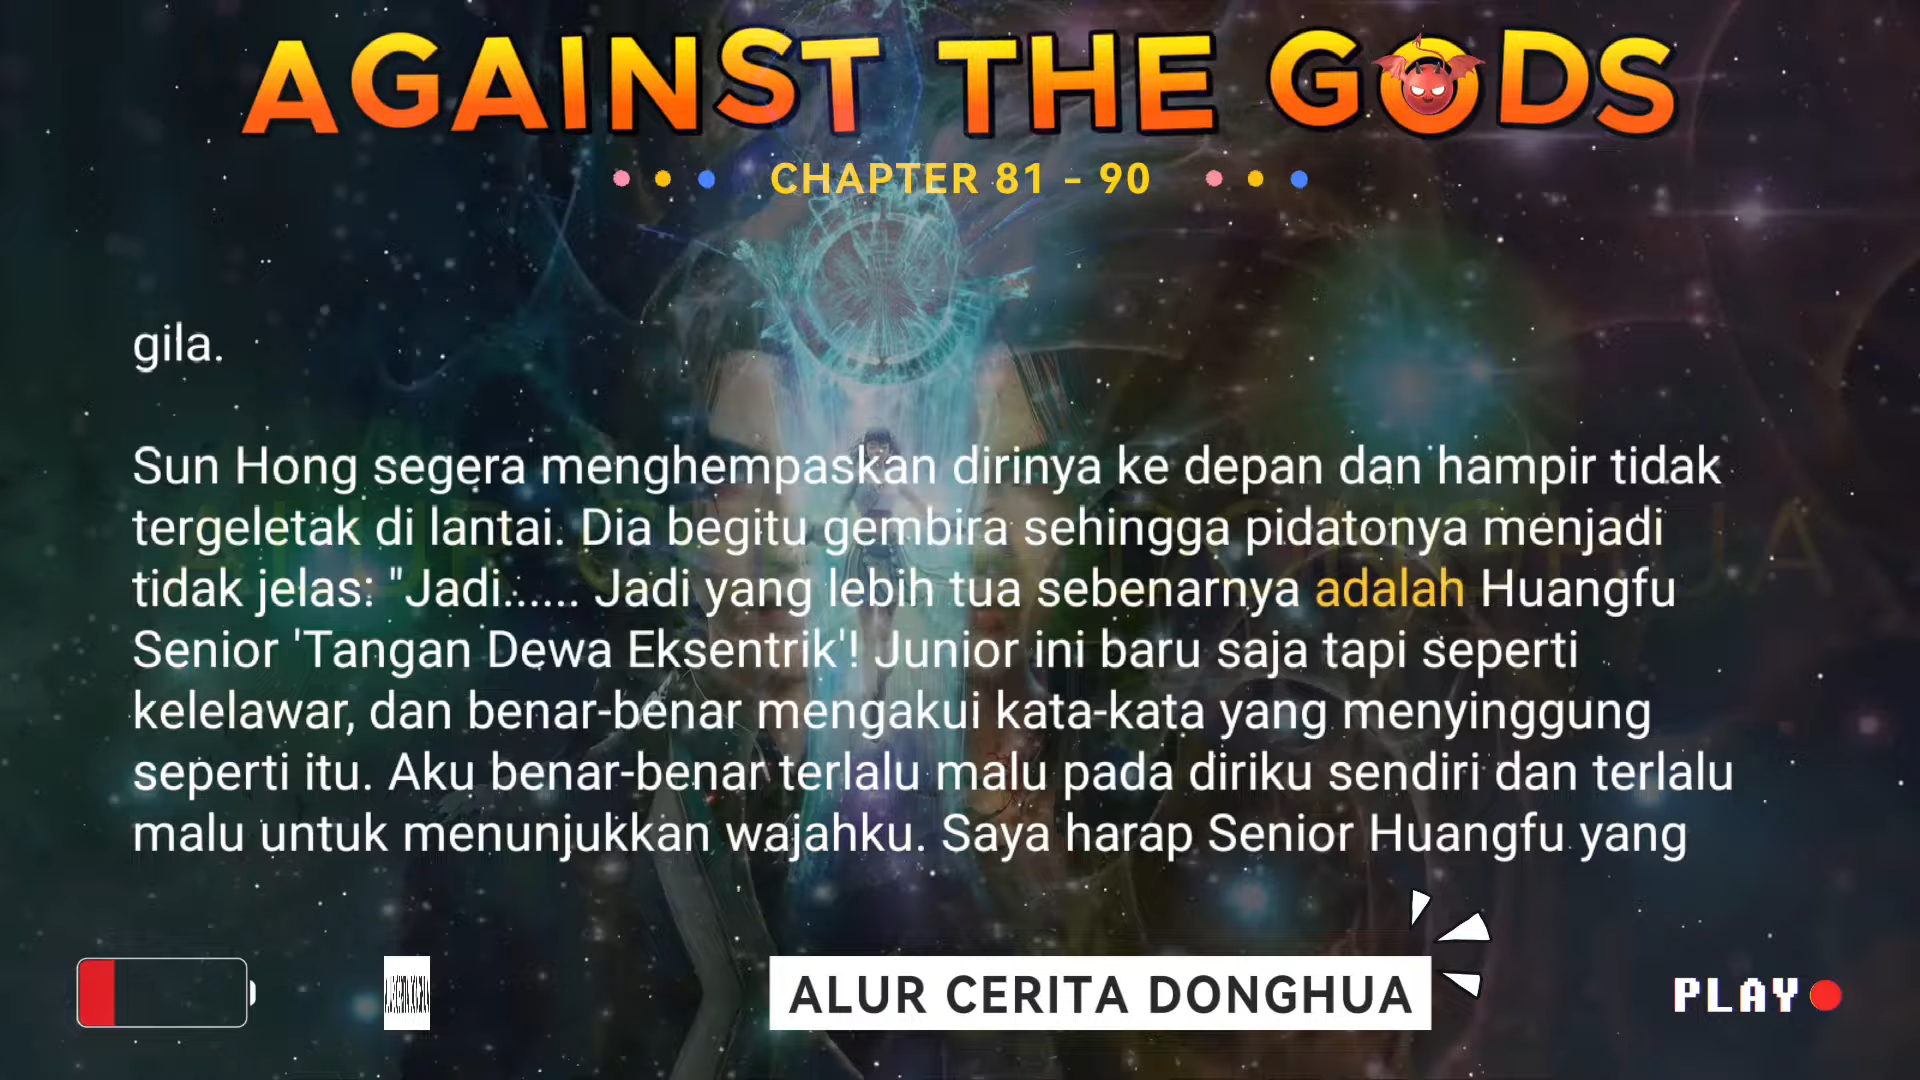 AGAINST THE GODS
CHAPTER 81 - 90
gila.
Sun Hong segera menghempaskan dirinya ke depan dan hampir tidak
tergeletak di lantai. Dia begitu gembira sehingga pidatonya menjadi
tidak jelas: "Jadi...... Jadi yang lebih tua sebenarnya adalah Huangfu
Senior 'Tangan Dewa Eksentrik'! Junior ini baru saja tapi seperti
kelelawar, dan benar-benar mengakui kata-kata yang menyinggung
seperti itu. Aku benar-benar terlalu malu pada diriku sendiri dan terlalu
malu untuk menunjukkan wajahku. Saya harap Senior Huangfu yang
ALUR CERITA DONGHUA
PLAY